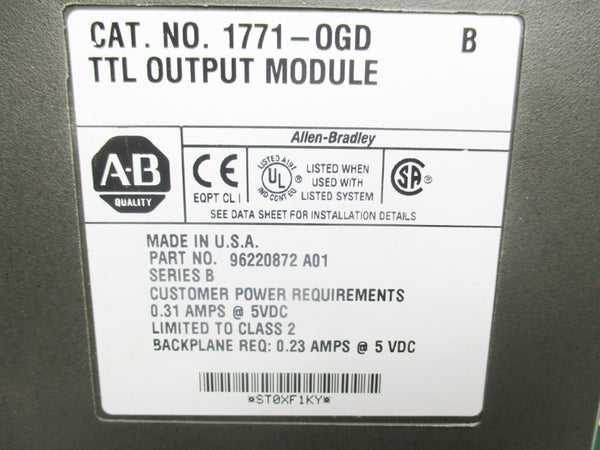 CAT. NO. 1771-OGD B
TTL OUTPUT MODULE
Allen-Bradley
A-B
QUALITY
CE
EQPT CL I
LISTED A196
UL
®
IND CONT EQ
LISTED WHEN
USED WITH
LISTED SYSTEM
SA
®
SEE DATA SHEET FOR INSTALLATION DETAILS
MADE IN U.S.A.
PART NO. 96220872 A01
SERIES B
CUSTOMER POWER REQUIREMENTS
0.31 AMPS @ 5VDC
LIMITED TO CLASS 2
BACKPLANE REQ: 0.23 AMPS @ 5 VDC
*ST0XF1KY*